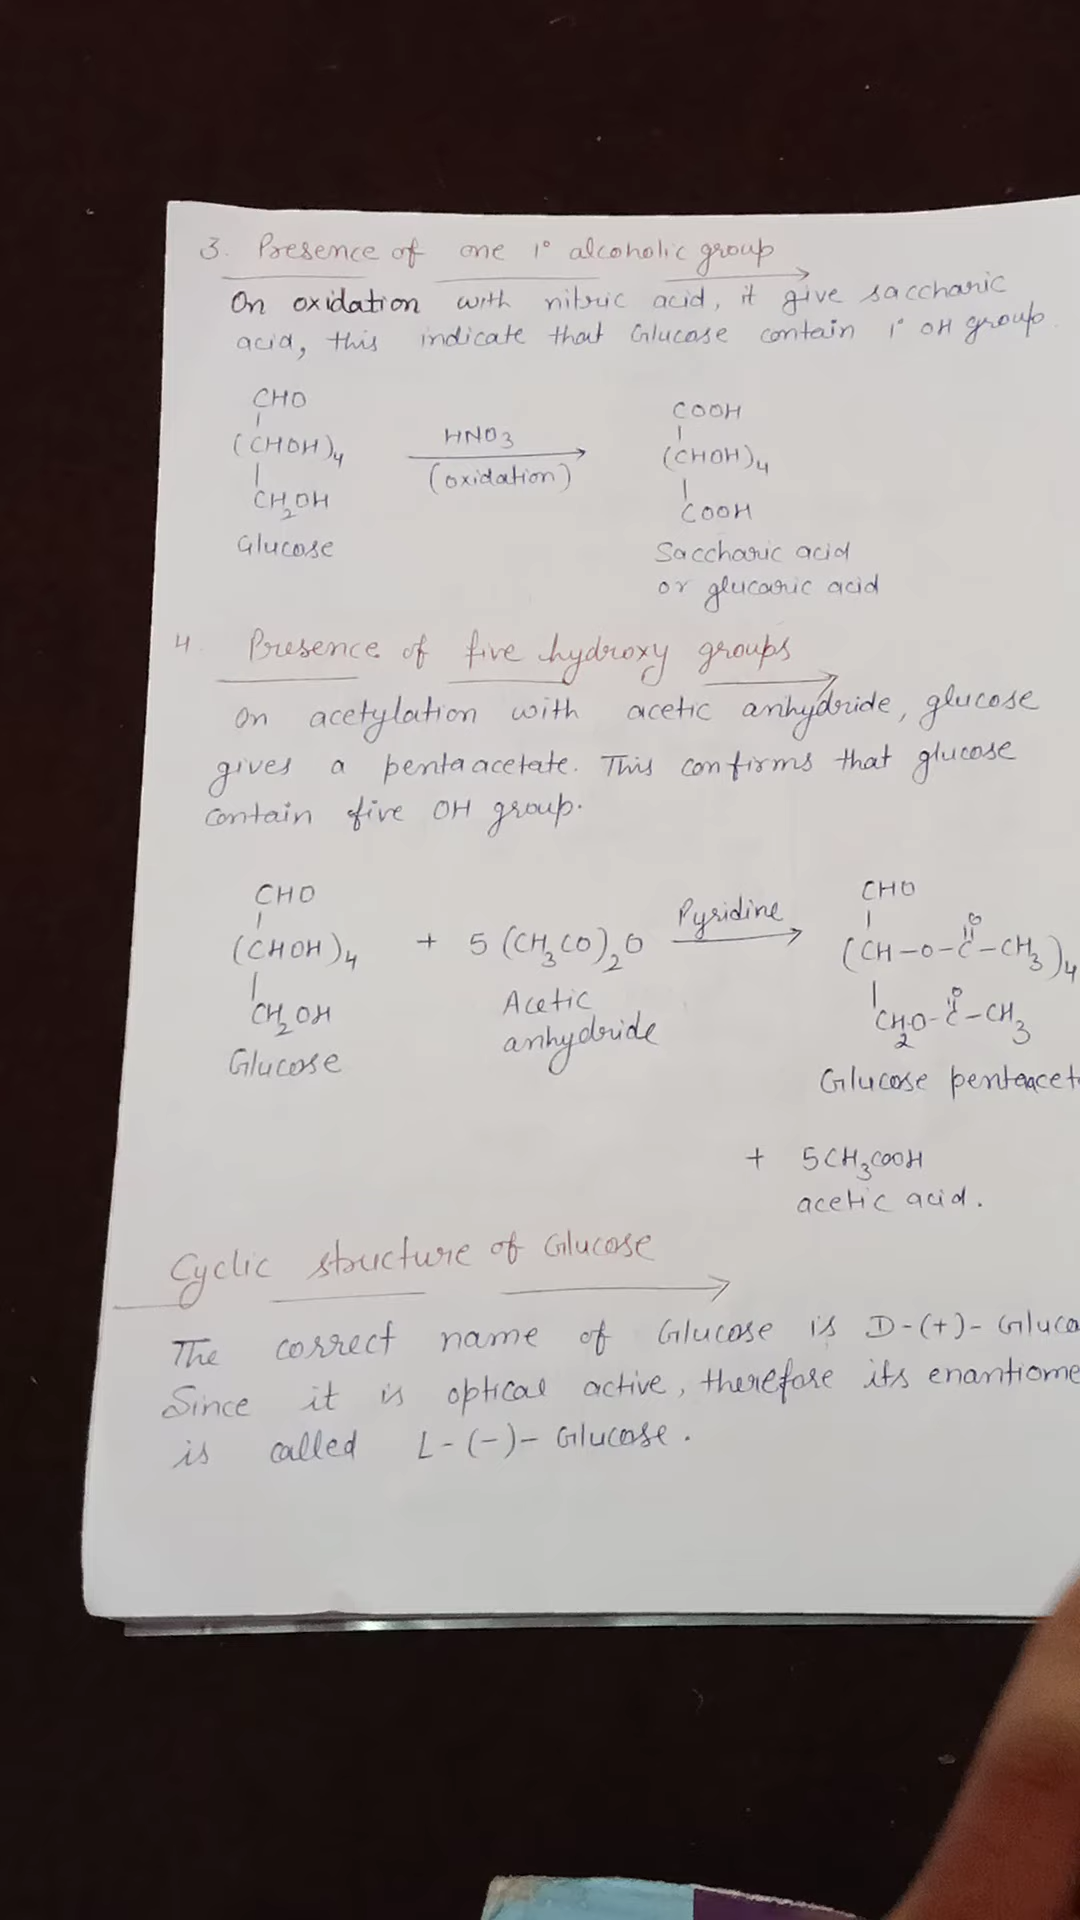 3. Presence of one 1° alcoholic group
On oxidation with nitric acid, it give saccharic
acid, this indicate that Glucose contain 1° OH group.
CHO
(CHOH)4
CH2OH
Glucose
HNO3
(oxidation)
COOH
(CHOH)4
COOH
Saccharic acid
or glucaric acid
4. Presence of five hydroxy groups
On acetylation with acetic anhydride, glucose
gives a pentaacetate. This confirms that glucose
contain five OH group.
CHO
(CHOH)4
CH2OH
Glucose
+ 5 (CH3CO)2O
Acetic
anhydride
Pyridine
CHO
(CH-O-C-CH3)4
O
CH2O-C-CH3
O
Glucose pentaacet
+ 5CH3COOH
acetic acid.
Cyclic structure of Glucose
The correct name of Glucose is D-(+)- Gluco
Since it is optical active, therefore its enantiome
is called L-(-)- Glucose.